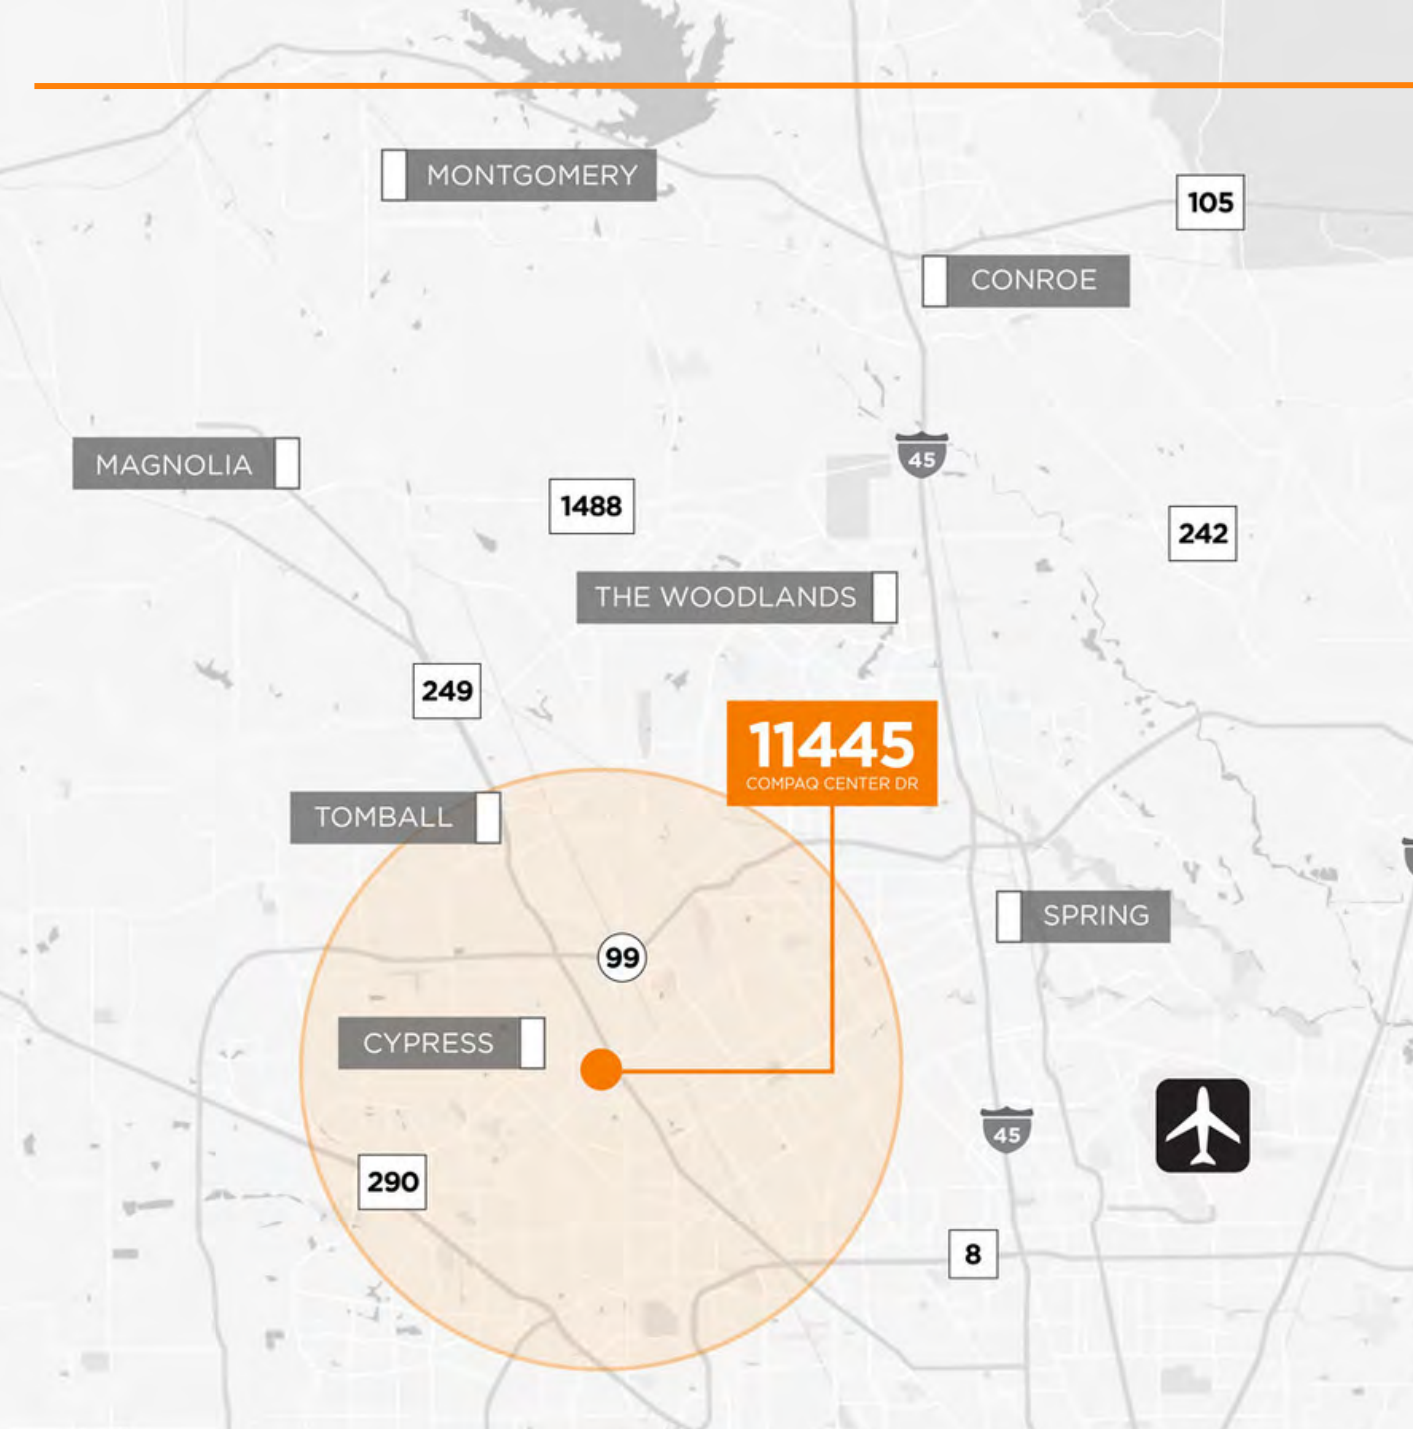 MONTGOMERY
105
CONROE
45
MAGNOLIA
1488
242
THE WOODLANDS
249
11445
COMPAQ CENTER DR
TOMBALL
SPRING
99
CYPRESS
45
290
8